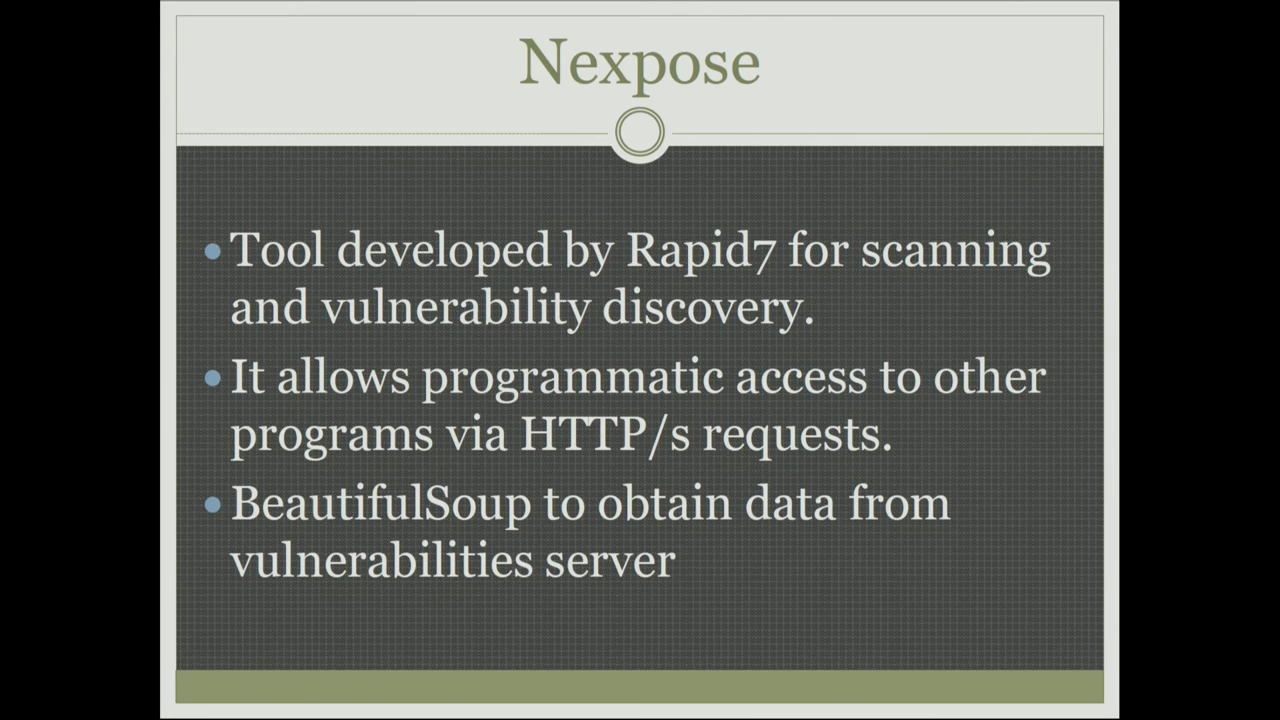 Nexpose
Tool developed by Rapid7 for scanning
and vulnerability discovery.
It allows programmatic access to other
programs via HTTP/s requests.
BeautifulSoup to obtain data from
vulnerabilities server